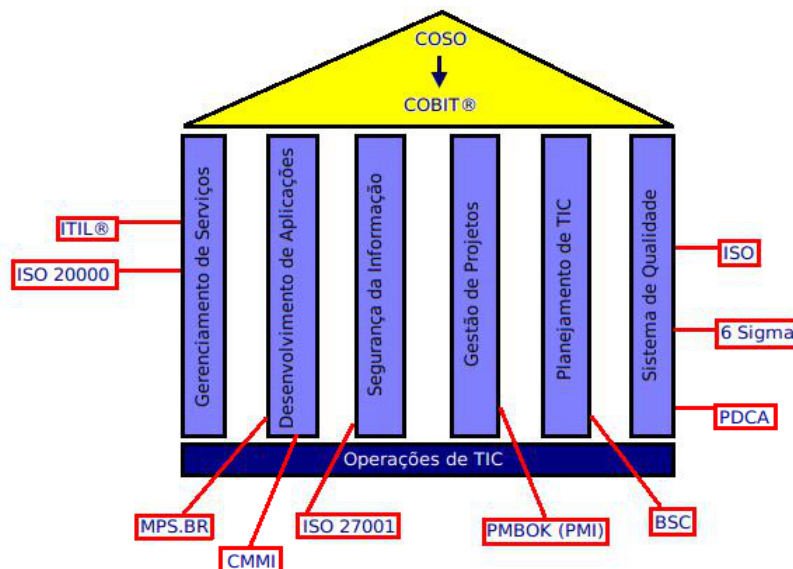 COSO
COBIT®
Gerenciamento de Serviços
Desenvolvimento de Aplicações
Segurança da Informação
Gestão de Projetos
Planejamento de TIC
Sistema de Qualidade
ITIL®
ISO 20000
ISO
6 Sigma
PDCA
Operações de TIC
MPS.BR
CMMI
ISO 27001
PMBOK (PMI)
BSC